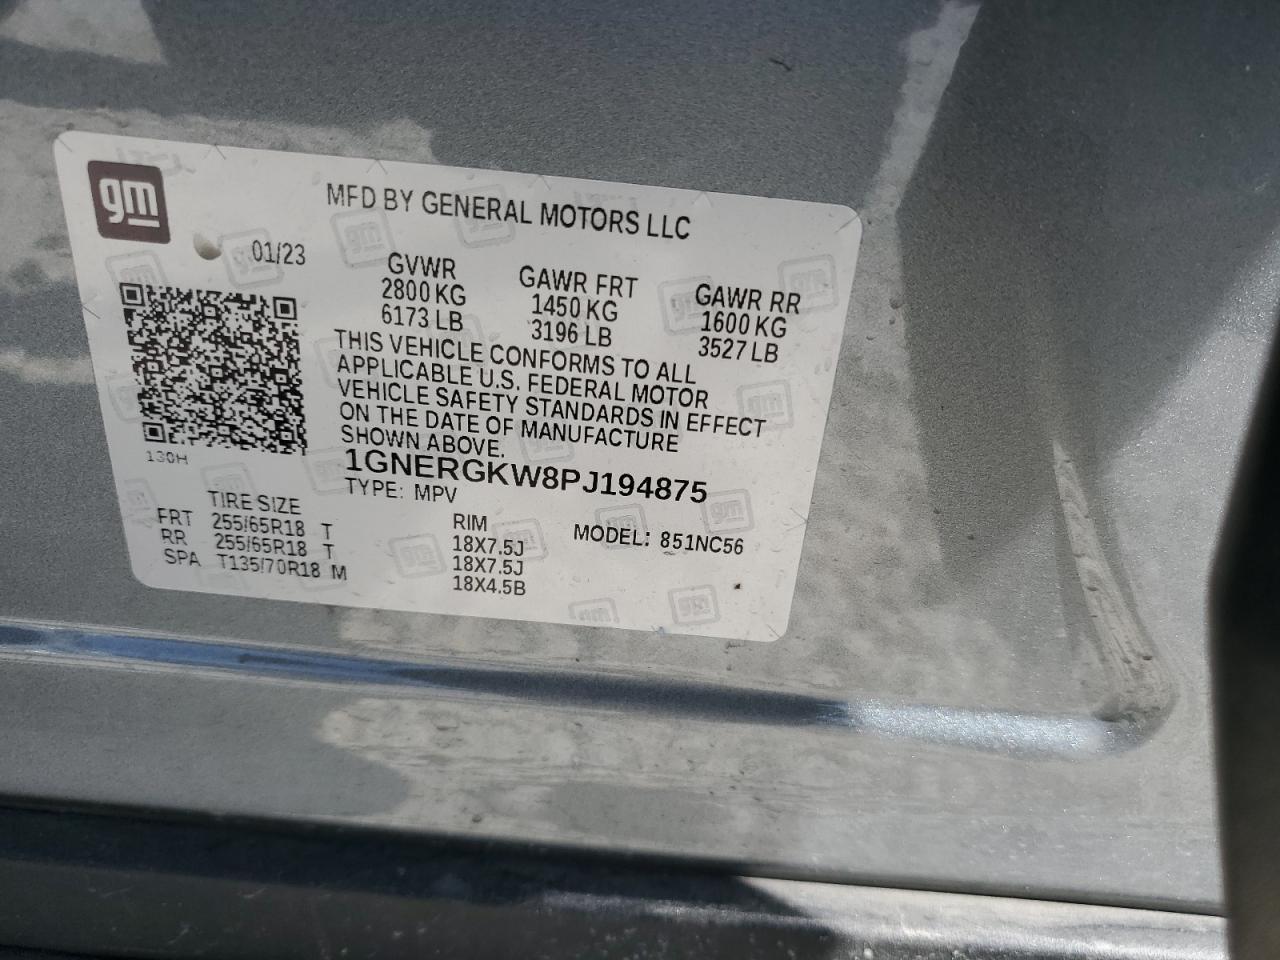 gm
MFD BY GENERAL MOTORS LLC
01/23
GVWR GAWR FRT GAWR RR
2800 KG 1450 KG 1600 KG
6173 LB 3196 LB 3527 LB
THIS VEHICLE CONFORMS TO ALL
APPLICABLE U.S. FEDERAL MOTOR
VEHICLE SAFETY STANDARDS IN EFFECT
ON THE DATE OF MANUFACTURE
SHOWN ABOVE.
130H
1GNERGKW8PJ194875
TYPE: MPV
TIRE SIZE RIM MODEL: 851NC56
FRT 255/65R18 T 18X7.5J
RR 255/65R18 T 18X7.5J
SPA T135/70R18 M 18X4.5B